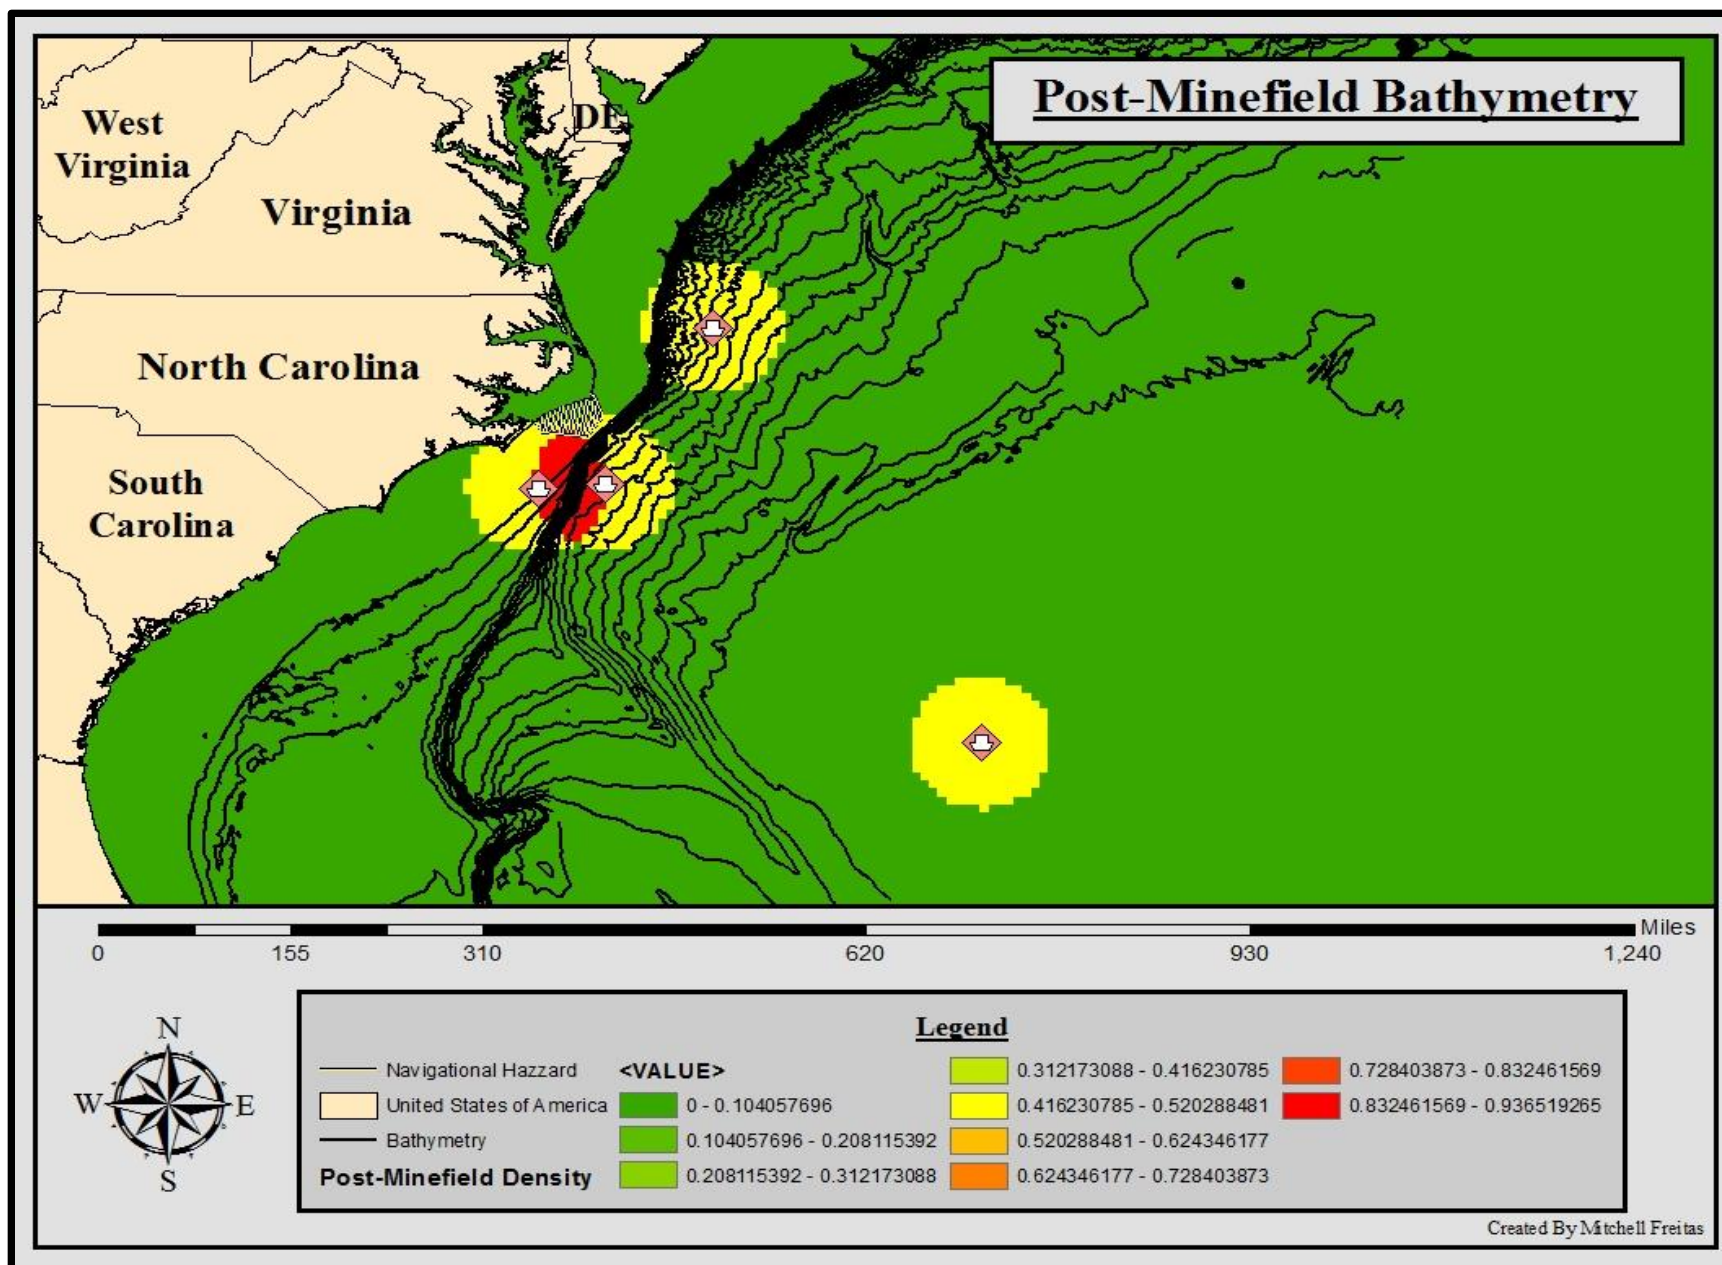 Post-Minefield Bathymetry
West
Virginia
DE
Virginia
North Carolina
South
Carolina
Miles
0 155 310 620 930 1,240
N
W E
S
Legend
Navigational Hazzard
United States of America
Bathymetry
Post-Minefield Density
<VALUE>
0 - 0.104057696
0.104057696 - 0.208115392
0.208115392 - 0.312173088
0.312173088 - 0.416230785
0.416230785 - 0.520288481
0.520288481 - 0.624346177
0.624346177 - 0.728403873
0.728403873 - 0.832461569
0.832461569 - 0.936519265
Created By Mitchell Freitas